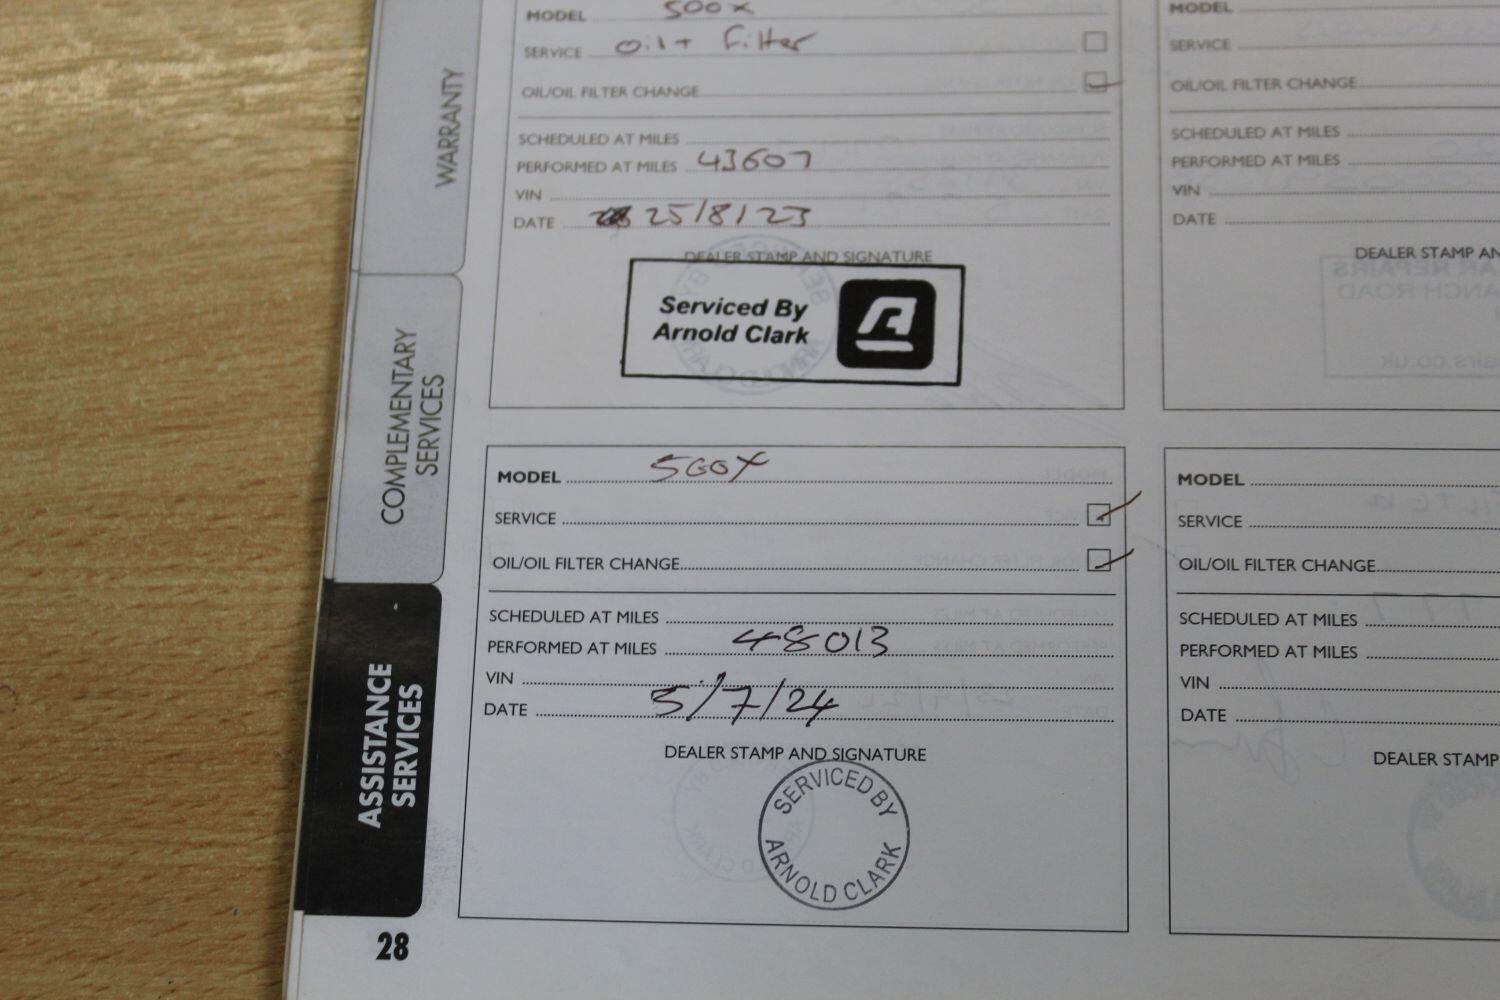 WARRANTY
COMPLEMENTARY
SERVICES
ASSISTANCE
SERVICES
28
MODEL 500x
SERVICE oil + Filter
OIL/OIL FILTER CHANGE
SCHEDULED AT MILES
PERFORMED AT MILES 43607
VIN
DATE 25/8/23
DEALER STAMP AND SIGNATURE
Serviced By
Arnold Clark
MODEL 500X
SERVICE
OIL/OIL FILTER CHANGE
SCHEDULED AT MILES
PERFORMED AT MILES 48013
VIN
DATE 5/7/24
DEALER STAMP AND SIGNATURE
SERVICED BY
ARNOLD CLARK
MODEL
SERVICE
OIL/OIL FILTER CHANGE
SCHEDULED AT MILES
PERFORMED AT MILES
VIN
DATE
DEALER STAMP AN
MODEL
SERVICE
OIL/OIL FILTER CHANGE
SCHEDULED AT MILES
PERFORMED AT MILES
VIN
DATE
DEALER STAMP